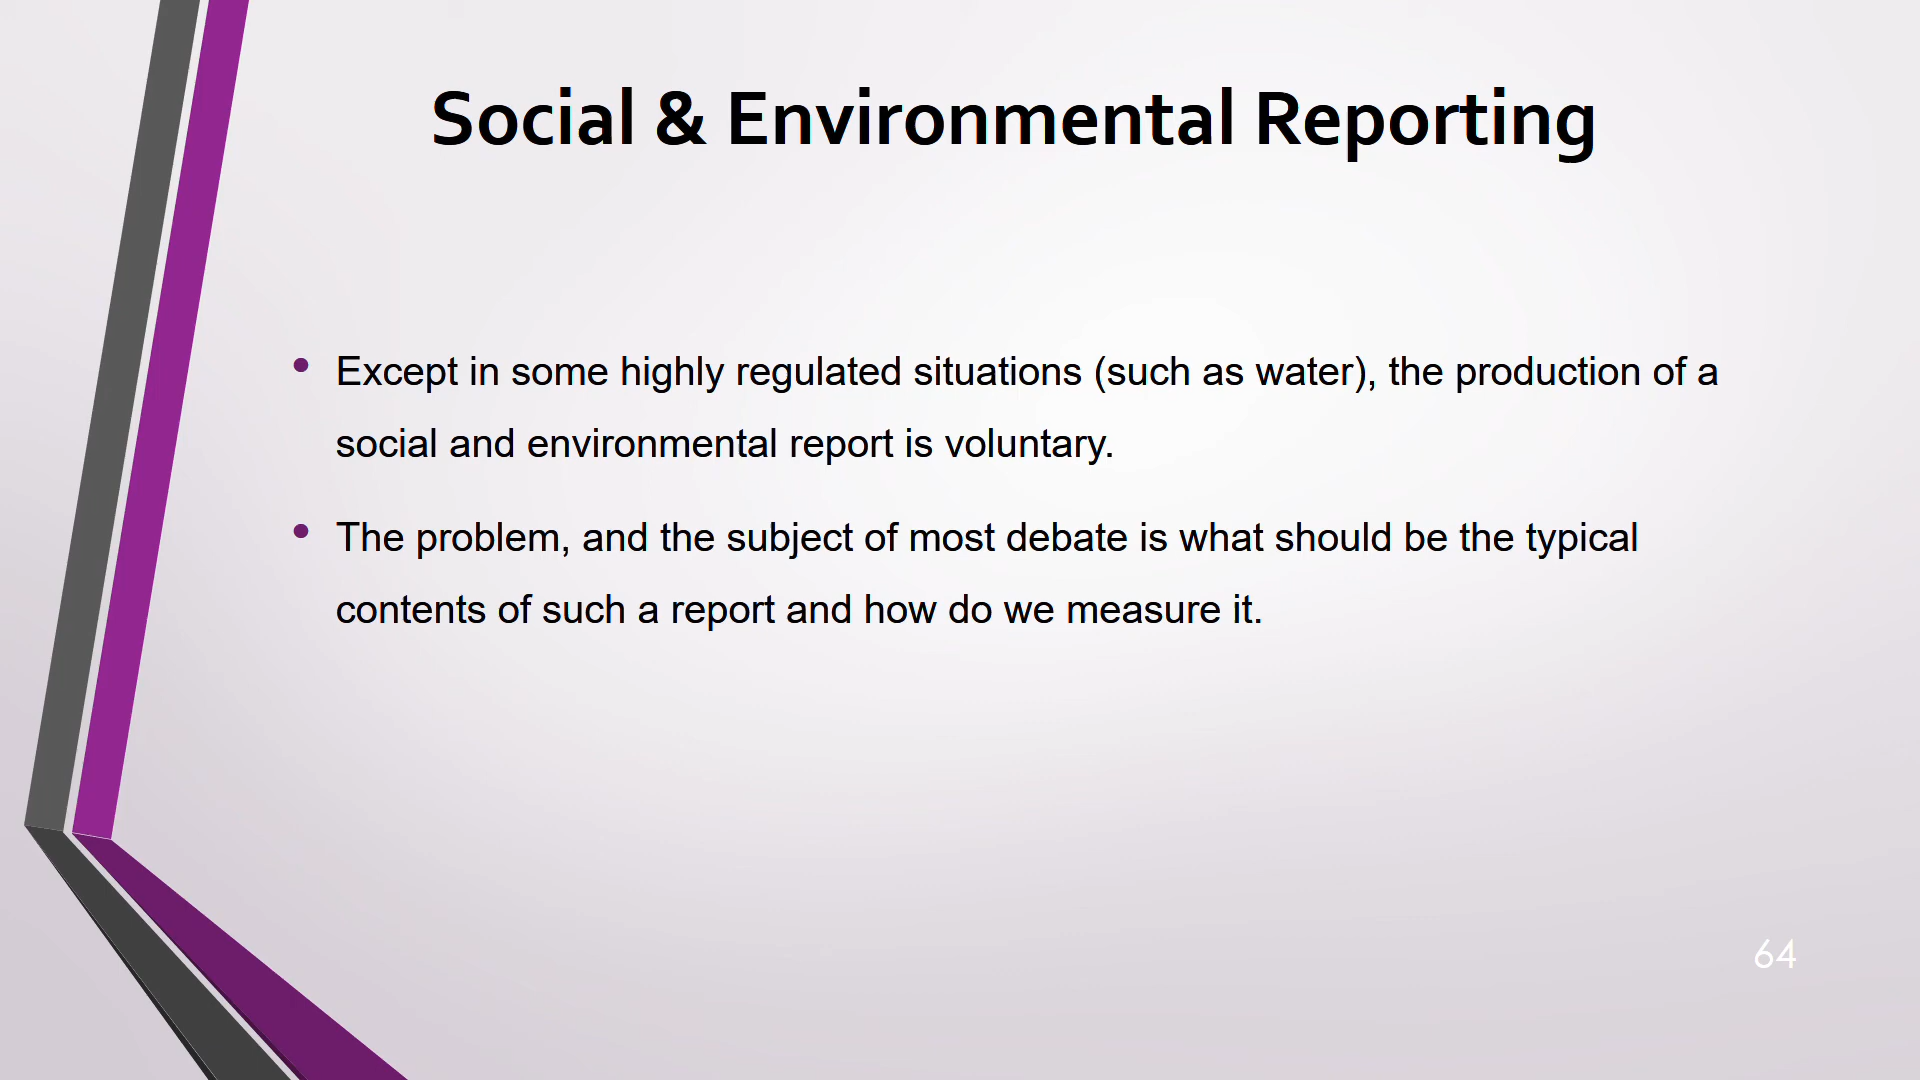 Social & Environmental Reporting
• Except in some highly regulated situations (such as water), the production of a
social and environmental report is voluntary.
• The problem, and the subject of most debate is what should be the typical
contents of such a report and how do we measure it.
64